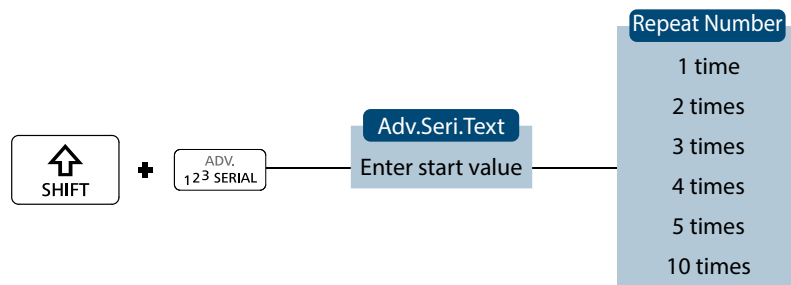 SHIFT
+
ADV.
123 SERIAL
Adv.Seri.Text
Enter start value
Repeat Number
1 time
2 times
3 times
4 times
5 times
10 times